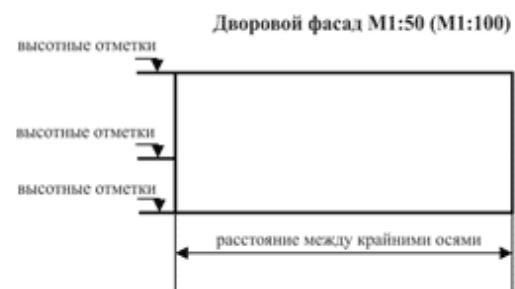 Дворовой фасад М1:50 (М1:100)
высотные отметки
высотные отметки
высотные отметки
расстояние между крайними осями